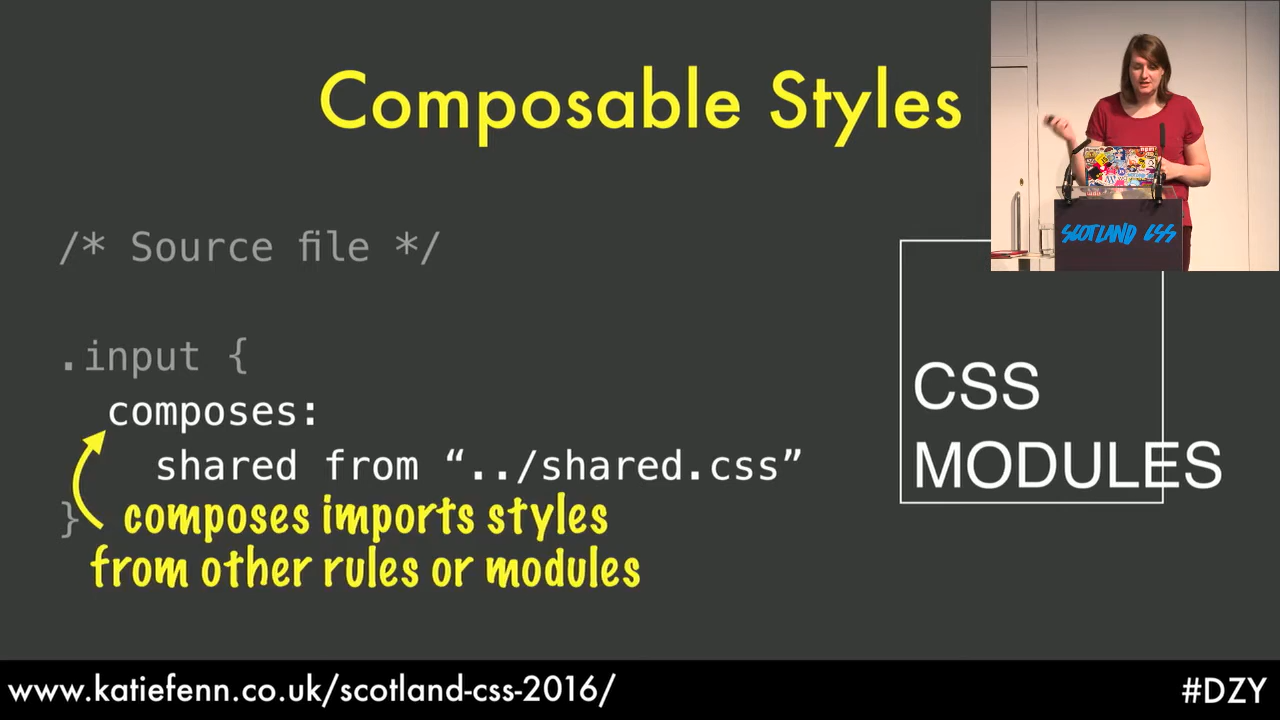 Composable Styles
/* Source file */
.input {
composes:
shared from “../shared.css”
}
composes imports styles
from other rules or modules
CSS
MODULES
SCOTLAND CSS
www.katiefenn.co.uk/scotland-css-2016/
#DZY